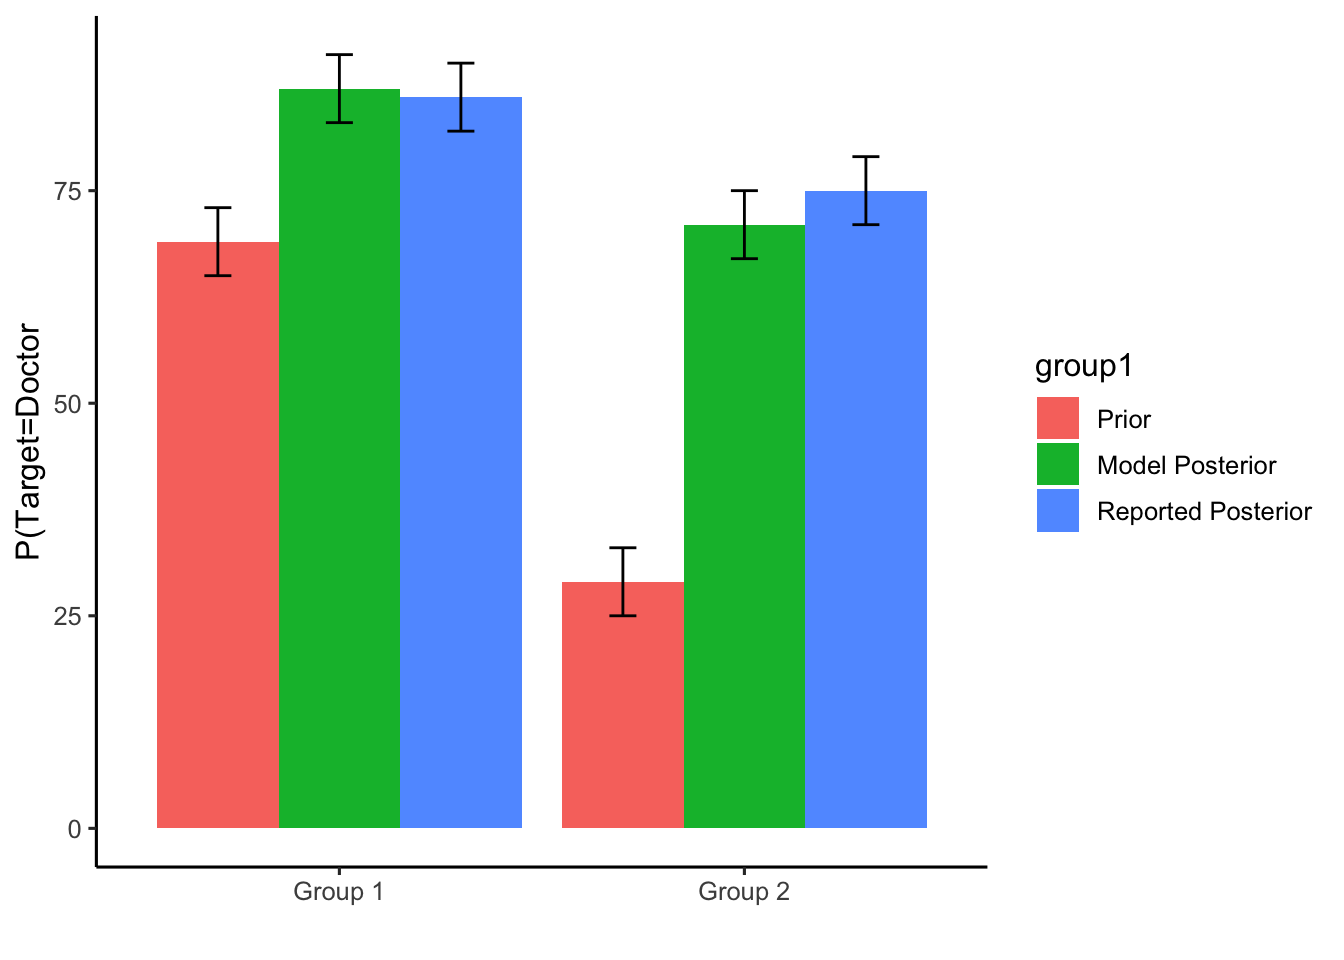 P(Target=Doctor
75
50
25
0
Group 1
Group 2
group1
Prior
Model Posterior
Reported Posterior